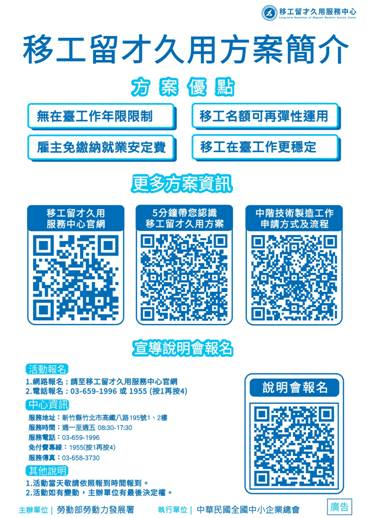 移工留才久用服務中心
移工留才久用方案簡介
方案優點
無在臺工作年限限制
移工名額可再彈性運用
雇主免繳納就業安定費
移工在臺工作更穩定
更多方案資訊
移工留才久用
服務中心官網
5分鐘帶您認識
移工留才久用方案
中階技術製造工作
申請方式及流程
宣導說明會報名
活動報名
1.網路報名：請至移工留才久用服務中心官網
2.電話報名：03-659-1996 或 1955 (按1再按4)
中心資訊
服務地址：新竹縣竹北市高鐵八路195號1、2樓
服務時間：週一至週五 08:30-17:30
服務電話：03-659-1996
免付費專線：1955(按1再按4)
服務傳真：03-658-3730
其他說明
1.活動當天敬請依照報到時間報到。
2.活動如有變動，主辦單位有最後決定權。
說明會報名
主辦單位| 勞動部勞動力發展署
執行單位| 中華民國全國中小企業總會
廣告